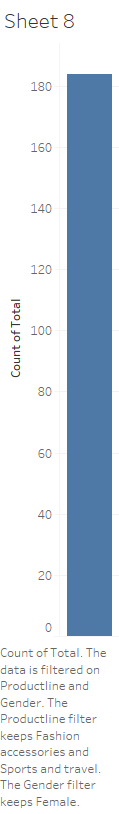 Sheet 8
180
160
140
120
100
80
60
40
20
0
Count of Total
Count of Total. The
data is filtered on
Productline and
Gender. The
Productline filter
keeps Fashion
accessories and
Sports and travel.
The Gender filter
keeps Female.